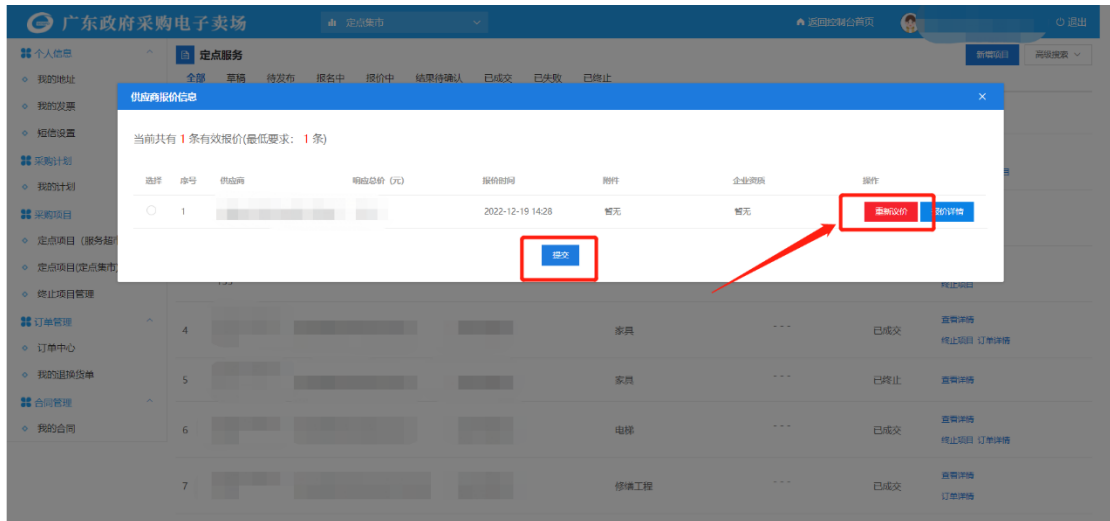 广东政府采购电子卖场
定点集市
返回控制台首页
退出
个人信息
我的地址
我的发票
短信设置
采购计划
我的计划
采购项目
定点项目（服务超
定点项目(定点集市)
终止项目管理
订单管理
订单中心
我的退换货单
合同管理
我的合同
定点服务
新增项目
高级搜索
全部 草稿 待发布 报名中 报价中 结果待确认 已成交 已失败 已终止
供应商报价信息 ×
当前共有 1 条有效报价(最低要求： 1 条)
选择 序号 供应商 响应总价（元） 报价时间 附件 企业资质 操作
1 2022-12-19 14:28 暂无 暂无 重新议价 报价详情
提交
终止项目
4 家具 - - - 已成交 查看详情
终止项目 订单详情
5 家具 - - - 已终止 查看详情
6 电梯 - - - 已成交 查看详情
终止项目 订单详情
7 修缮工程 - - - 已成交 查看详情
订单详情